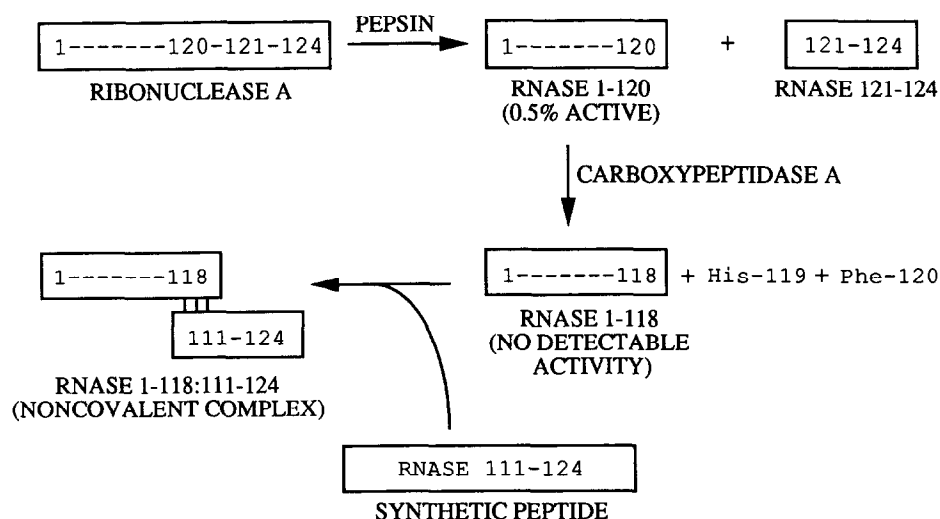 1-------120-121-124
RIBONUCLEASE A
PEPSIN
1-------120
RNASE 1-120
(0.5% ACTIVE)
+
121-124
RNASE 121-124
CARBOXYPEPTIDASE A
1-------118
RNASE 1-118
(NO DETECTABLE
ACTIVITY)
+ His-119 + Phe-120
1-------118
111-124
RNASE 1-118:111-124
(NONCOVALENT COMPLEX)
RNASE 111-124
SYNTHETIC PEPTIDE